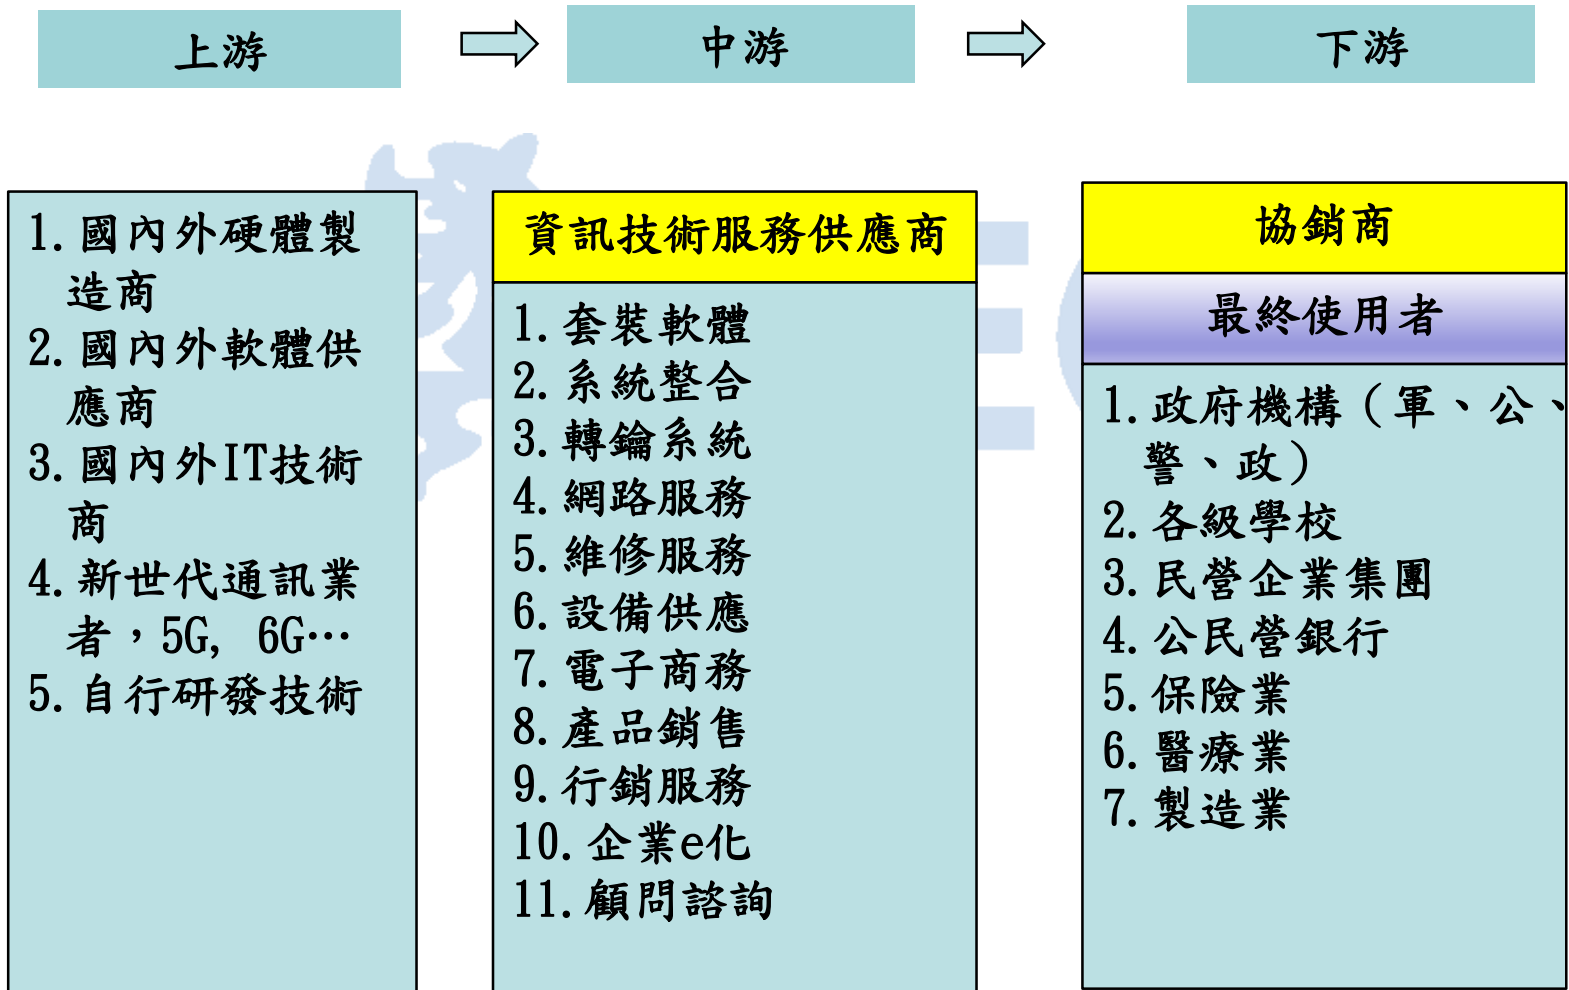 上游
中游
下游
1.國內外硬體製
造商
2.國內外軟體供
應商
3.國內外IT技術
商
4.新世代通訊業
者，5G, 6G…
5.自行研發技術
資訊技術服務供應商
1.套裝軟體
2.系統整合
3.轉鑰系統
4.網路服務
5.維修服務
6.設備供應
7.電子商務
8.產品銷售
9.行銷服務
10.企業e化
11.顧問諮詢
協銷商
最終使用者
1.政府機構（軍、公、
警、政）
2.各級學校
3.民營企業集團
4.公民營銀行
5.保險業
6.醫療業
7.製造業